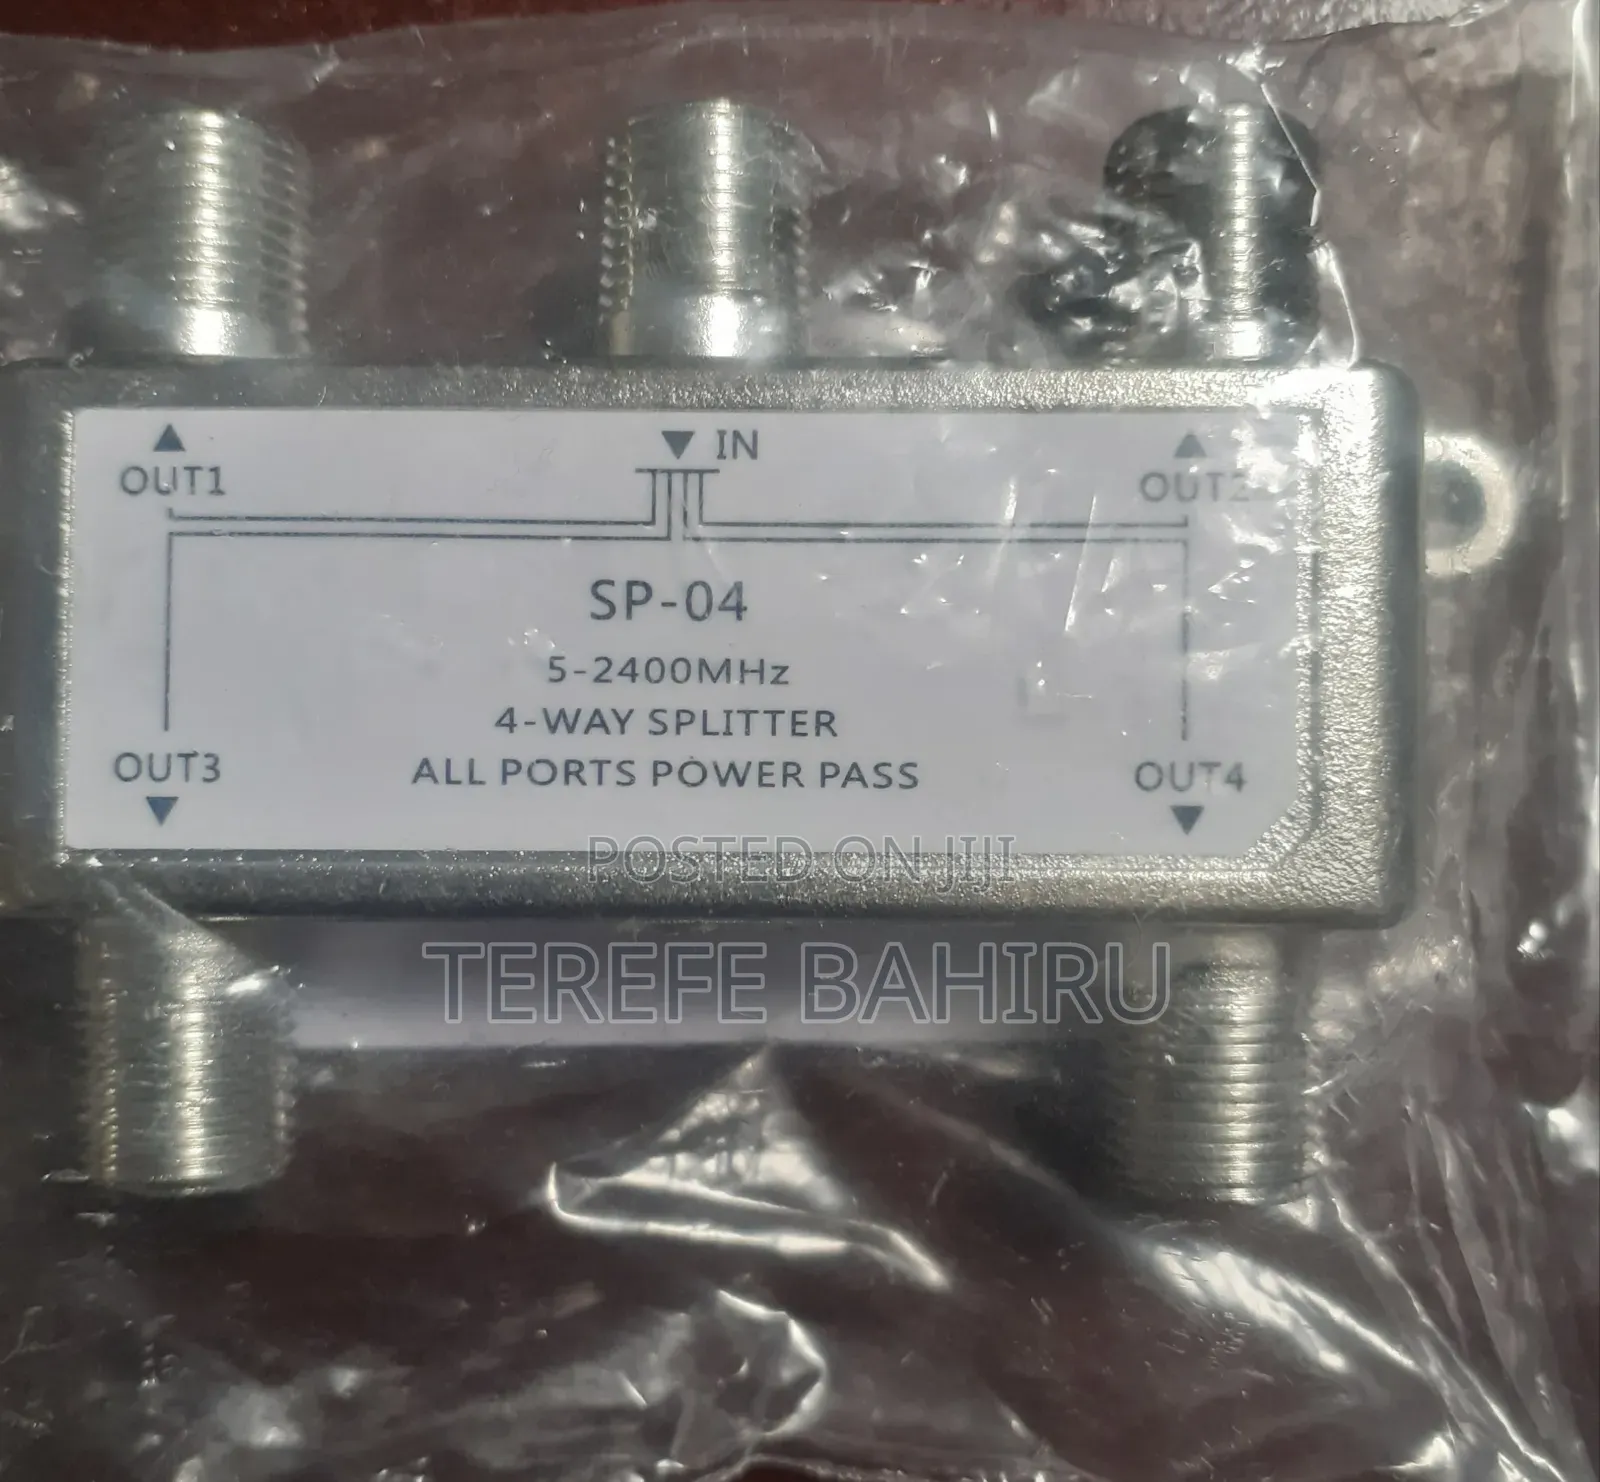 IN
OUT1
OUT2
SP-04
5-2400MHz
4-WAY SPLITTER
ALL PORTS POWER PASS
OUT3
OUT4
POSTED ON JIJI
TEREFE BAHIRU